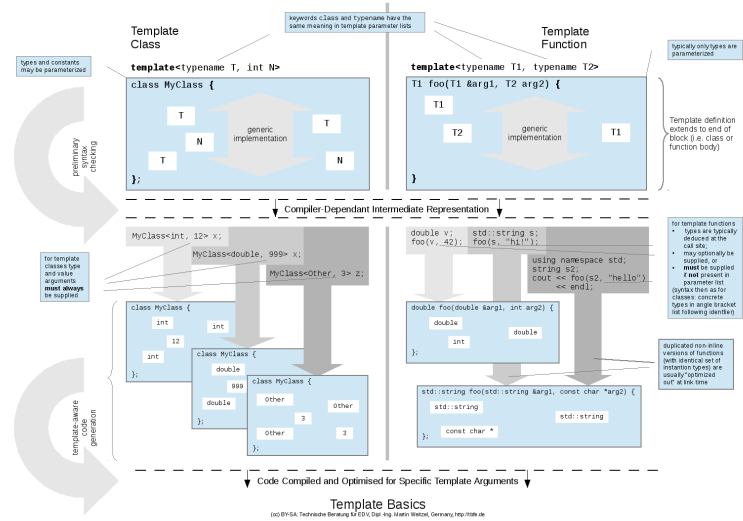 keywords class and typename have the
same meaning in template parameter lists
Template
Class
Template
Function
types and constants
may be parameterized
typically only types are
parameterized
template<typename T, int N>
template<typename T1, typename T2>
class MyClass {
T
N
T
T
N
generic
implementation
};
T1 foo(T1 &arg1, T2 arg2) {
T1
T2
T1
generic
implementation
}
Template definition
extends to end of
block (i.e. class or
function body)
preliminary
syntax
checking
Compiler-Dependant Intermediate Representation
MyClass<int, 12> x;
MyClass<double, 999> x;
MyClass<Other, 3> z;
for template
classes type
and value
arguments
must always
be supplied
double v;
foo(v, 42);
std::string s;
foo(s, "hi!");
using namespace std;
string s2;
cout << foo(s2, "hello")
<< endl;
for template functions
• types are typically
deduced at the
call site;
• may optionally be
supplied, or
• must be supplied
if not present in
parameter list
(syntax then as for
classes: concrete
types in angle bracket
list following identfier)
class MyClass {
int
int
12
int
};
class MyClass {
double
999
double
};
class MyClass {
Other
Other
3
Other
3
};
double foo(double &arg1, int arg2) {
double
double
int
};
std::string foo(std::string &arg1, const char *arg2) {
std::string
std::string
const char *
};
duplicated non-inline
versions of functions
(with identical set of
instantion types) are
usually "optimized
out" at link time
template-aware
code
generation
Code Compiled and Optimised for Specific Template Arguments
Template Basics
(cc) BY-SA: Technische Beratung für EDV, Dipl.-Ing. Martin Weitzel, Germany, http://tbfe.de